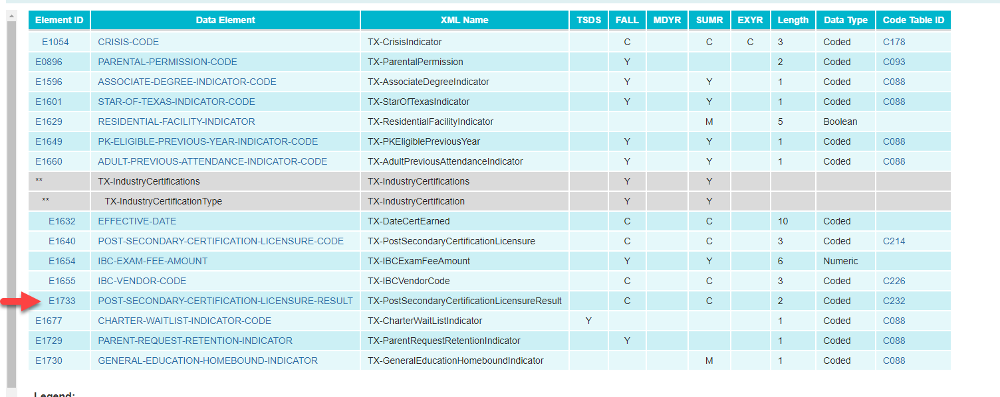 Element ID Data Element XML Name TSDS FALL MDYR SUMR EXYR Length Data Type Code Table ID
E1054 CRISIS-CODE TX-CrisisIndicator C C C 3 Coded C178
E0896 PARENTAL-PERMISSION-CODE TX-ParentalPermission Y 2 Coded C093
E1596 ASSOCIATE-DEGREE-INDICATOR-CODE TX-AssociateDegreeIndicator Y Y 1 Coded C088
E1601 STAR-OF-TEXAS-INDICATOR-CODE TX-StarOfTexasIndicator Y Y 1 Coded C088
E1629 RESIDENTIAL-FACILITY-INDICATOR TX-ResidentialFacilityIndicator M 5 Boolean
E1649 PK-ELIGIBLE-PREVIOUS-YEAR-INDICATOR-CODE TX-PKEligiblePreviousYear Y Y 1 Coded C088
E1660 ADULT-PREVIOUS-ATTENDANCE-INDICATOR-CODE TX-AdultPreviousAttendanceIndicator Y Y 1 Coded C088
** TX-IndustryCertifications TX-IndustryCertifications Y Y
** TX-IndustryCertificationType TX-IndustryCertification Y Y
E1632 EFFECTIVE-DATE TX-DateCertEarned C C 10 Coded
E1640 POST-SECONDARY-CERTIFICATION-LICENSURE-CODE TX-PostSecondaryCertificationLicensure C C 3 Coded C214
E1654 IBC-EXAM-FEE-AMOUNT TX-IBCExamFeeAmount Y Y 6 Numeric
E1655 IBC-VENDOR-CODE TX-IBCVendorCode C C 3 Coded C226
E1733 POST-SECONDARY-CERTIFICATION-LICENSURE-RESULT TX-PostSecondaryCertificationLicensureResult C C 2 Coded C232
E1677 CHARTER-WAITLIST-INDICATOR-CODE TX-CharterWaitListIndicator Y 1 Coded C088
E1729 PARENT-REQUEST-RETENTION-INDICATOR TX-ParentRequestRetentionIndicator Y 1 Coded C088
E1730 GENERAL-EDUCATION-HOMEBOUND-INDICATOR TX-GeneralEducationHomeboundIndicator M 1 Coded C088
Legend: